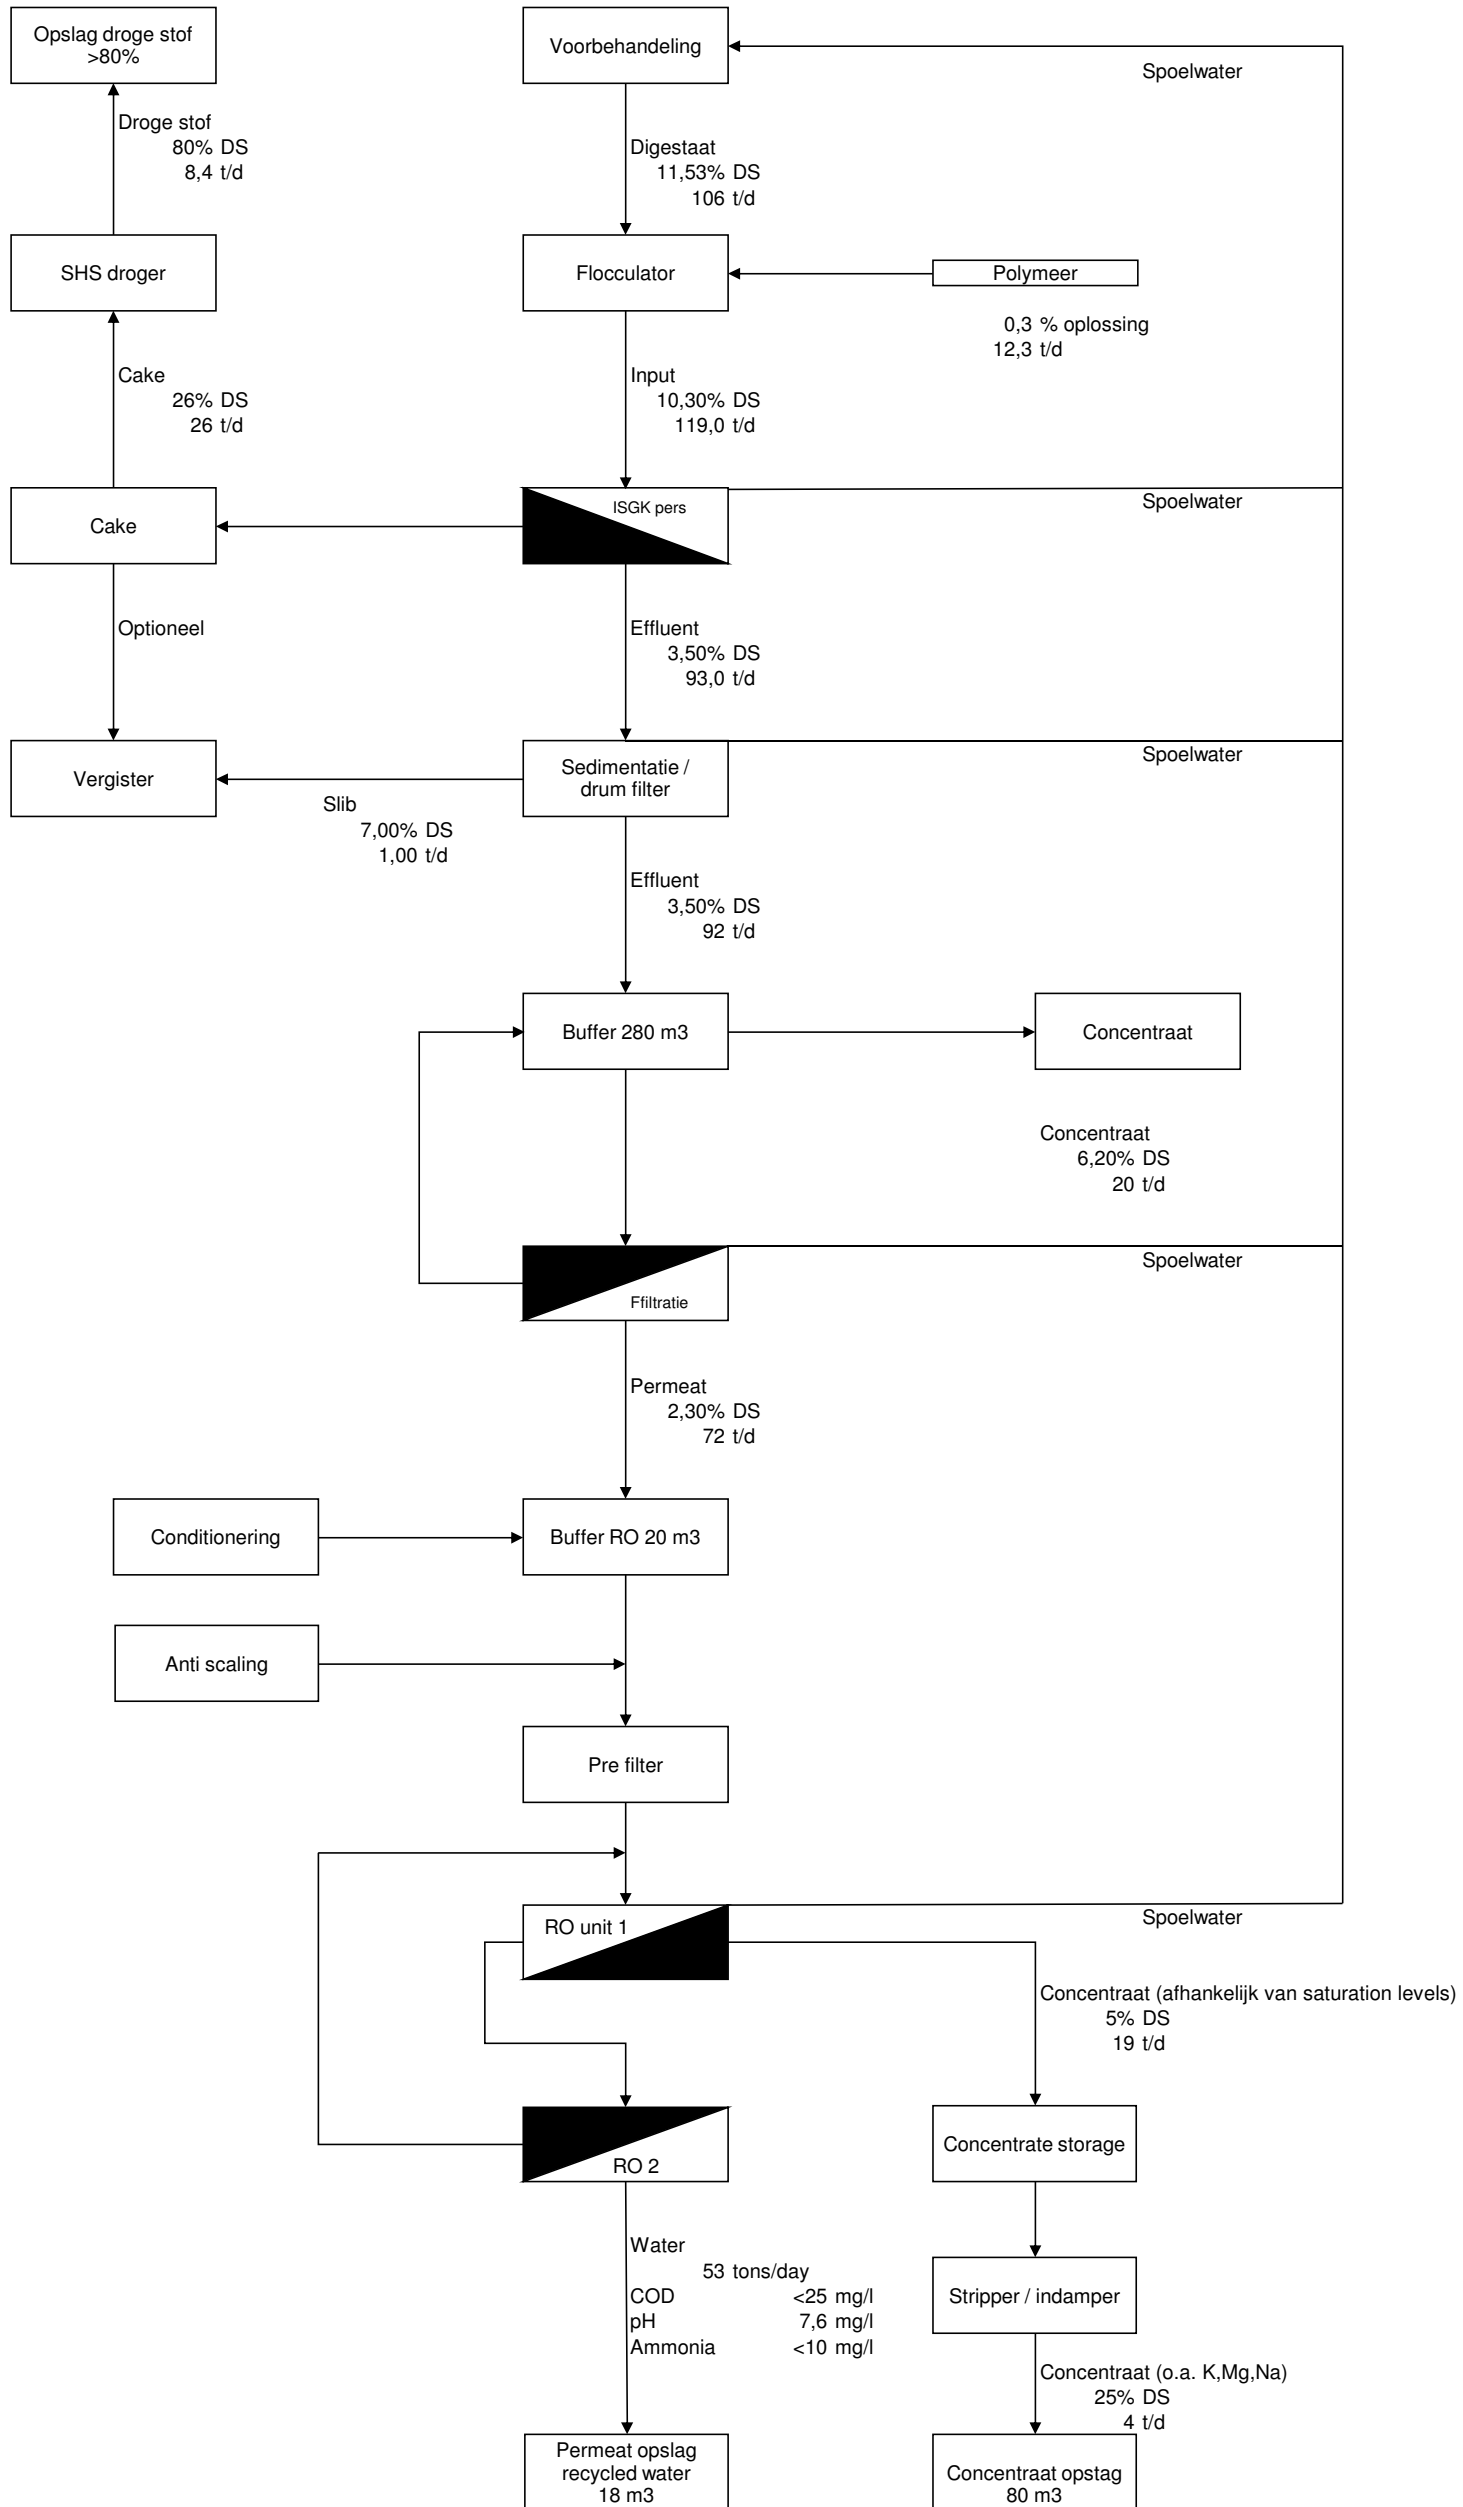 Opslag droge stof
>80%
Voorbehandeling
Spoelwater
Droge stof
80% DS
8,4 t/d
Digestaat
11,53% DS
106 t/d
SHS droger
Flocculator
Polymeer
0,3 % oplossing
12,3 t/d
Cake
26% DS
26 t/d
Input
10,30% DS
119,0 t/d
Cake
ISGK pers
Spoelwater
Optioneel
Effluent
3,50% DS
93,0 t/d
Vergister
Sedimentatie /
drum filter
Spoelwater
Slib
7,00% DS
1,00 t/d
Effluent
3,50% DS
92 t/d
Buffer 280 m3
Concentraat
Concentraat
6,20% DS
20 t/d
Ffiltratie
Spoelwater
Permeat
2,30% DS
72 t/d
Conditionering
Buffer RO 20 m3
Anti scaling
Pre filter
RO unit 1
Spoelwater
Concentraat (afhankelijk van saturation levels)
5% DS
19 t/d
RO 2
Concentrate storage
Water
53 tons/day
COD <25 mg/l
pH 7,6 mg/l
Ammonia <10 mg/l
Stripper / indamper
Concentraat (o.a. K,Mg,Na)
25% DS
4 t/d
Permeat opslag
recycled water
18 m3
Concentraat opstag
80 m3